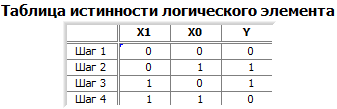 Таблица истинности логического элемента
X1 X0 Y
Шаг 1 0 0 0
Шаг 2 0 1 1
Шаг 3 1 0 1
Шаг 4 1 1 0